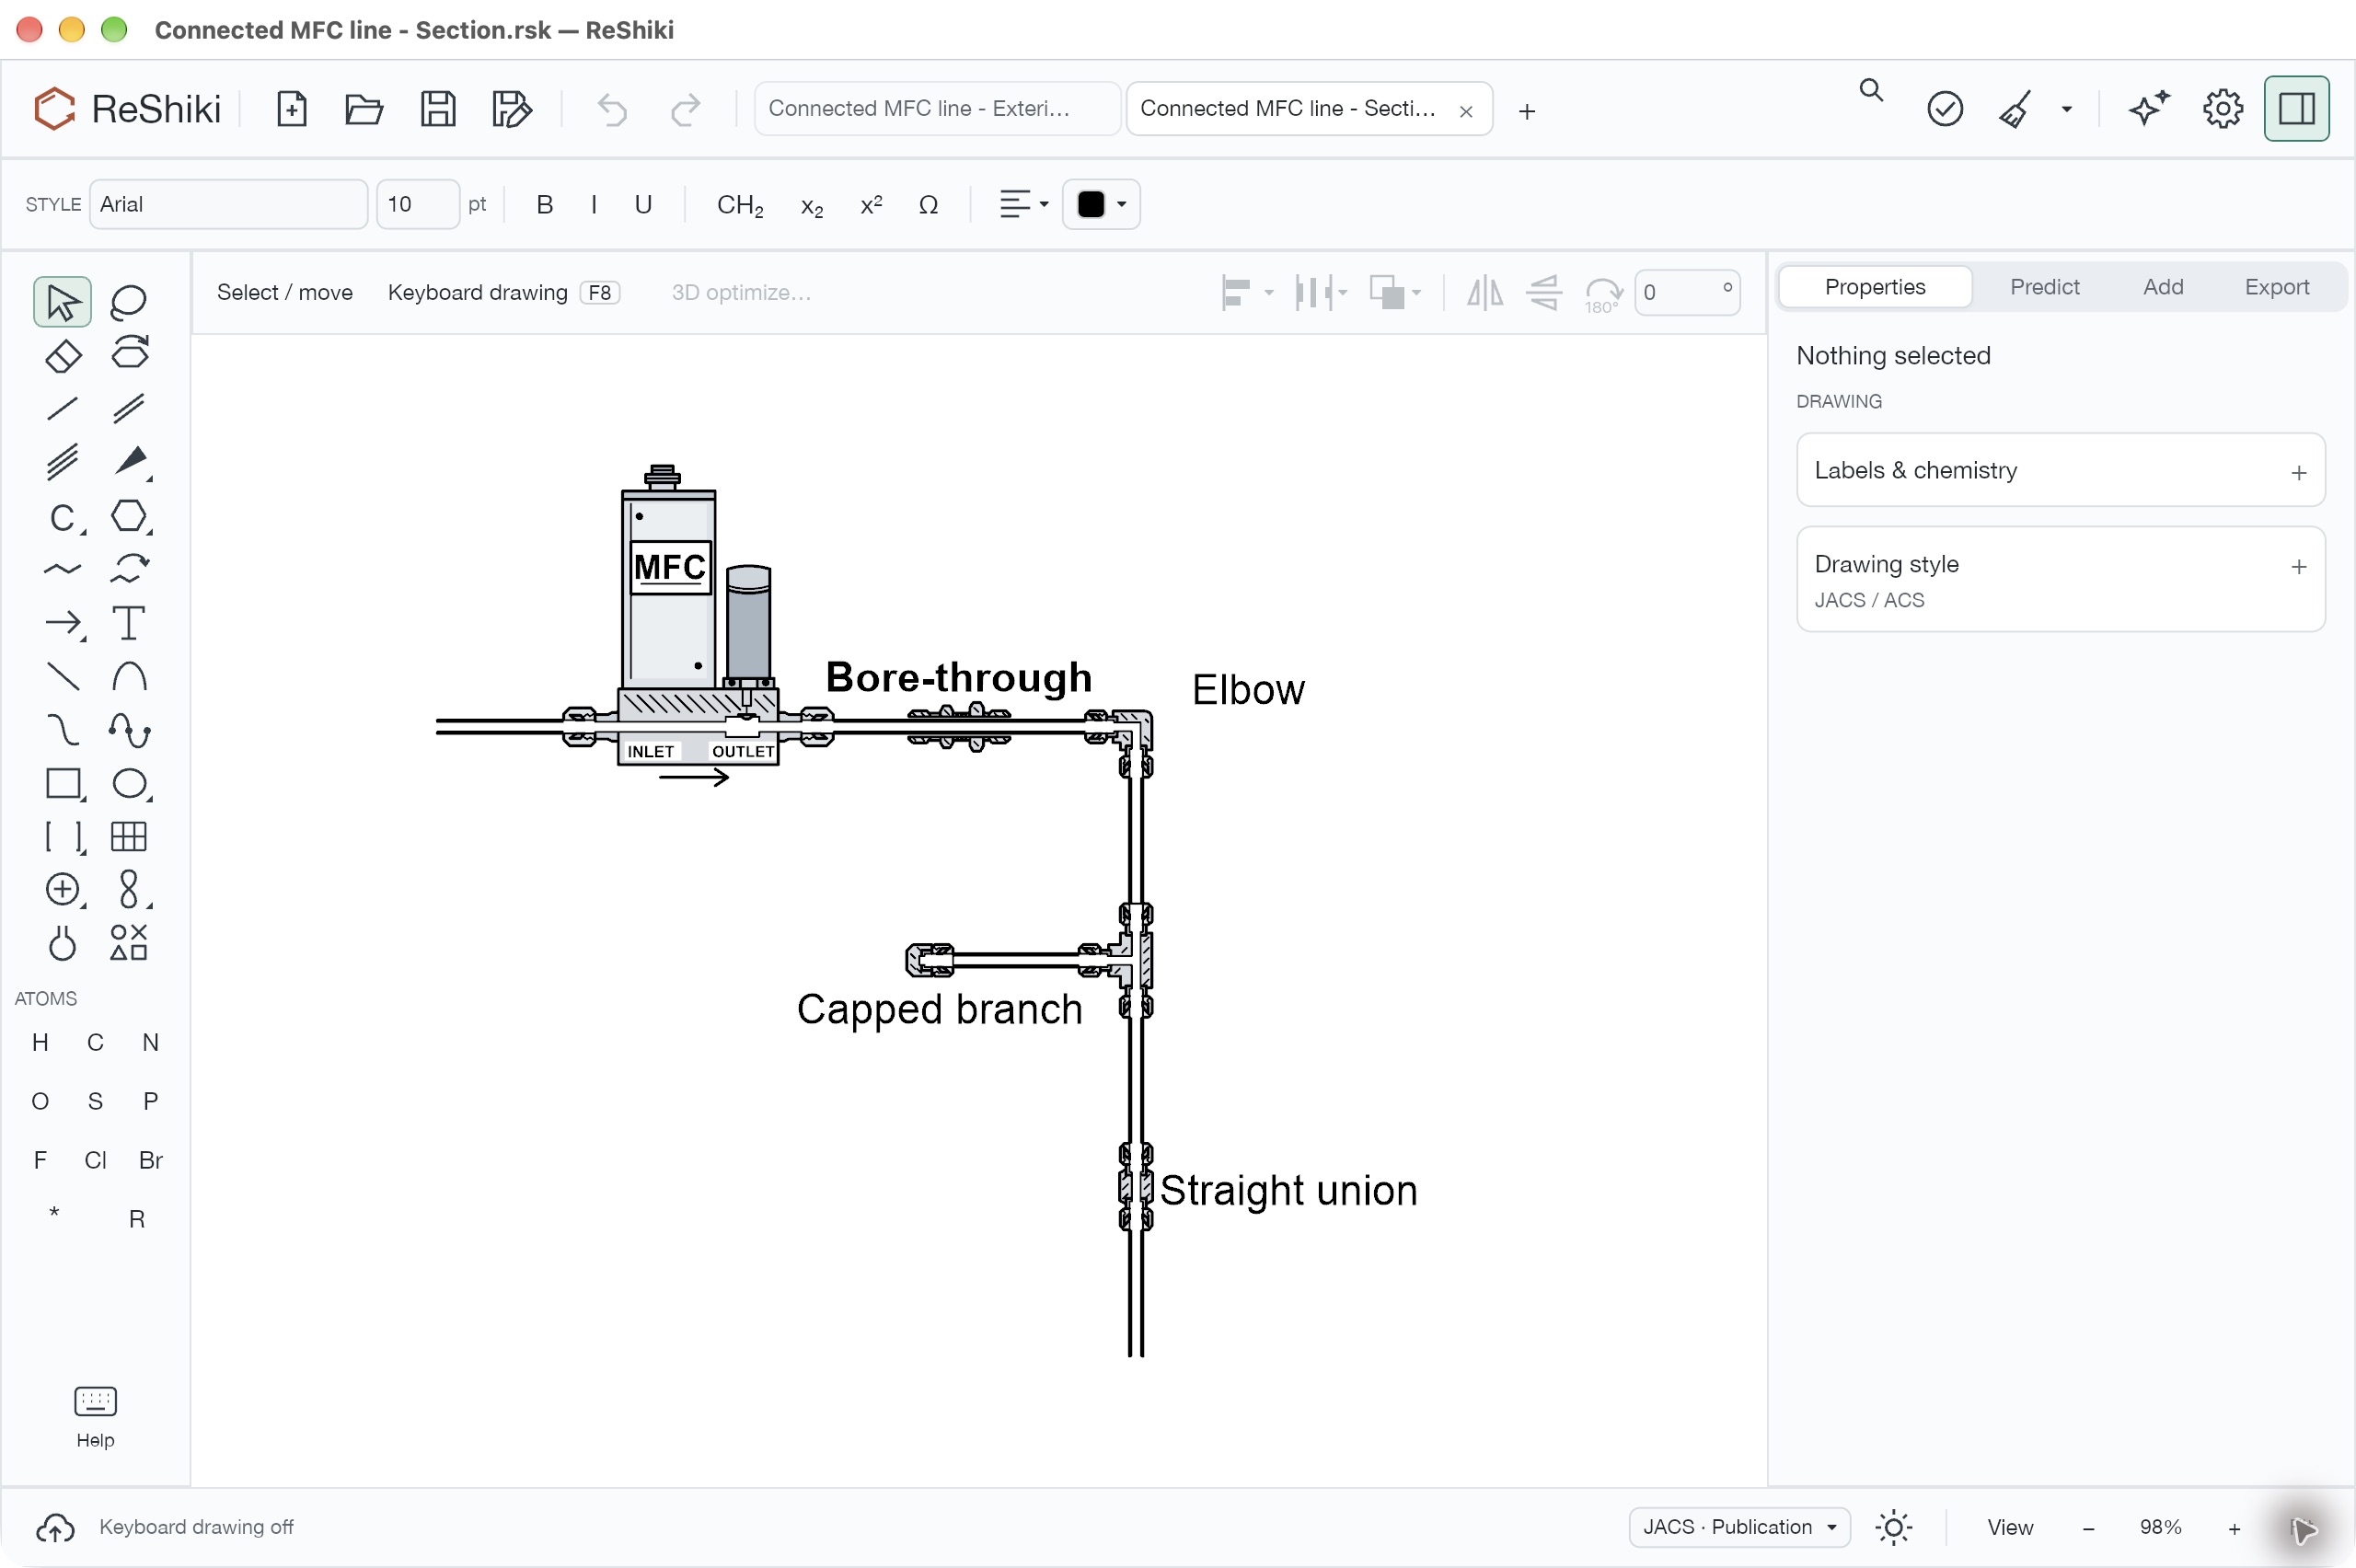 Connected MFC line - Section.rsk — ReShiki
ReShiki
Connected MFC line - Exteri...
Connected MFC line - Secti...
STYLE
Arial
10
pt
B
I
U
CH₂
x₂
x²
Ω
Select / move
Keyboard drawing
F8
3D optimize...
180°
0
°
Properties
Predict
Add
Export
Nothing selected
DRAWING
Labels & chemistry
Drawing style
JACS / ACS
C
T
ATOMS
H C N
O S P
F Cl Br
* R
Help
MFC
INLET
OUTLET
Bore-through
Elbow
Capped branch
Straight union
Keyboard drawing off
JACS · Publication
View
98%